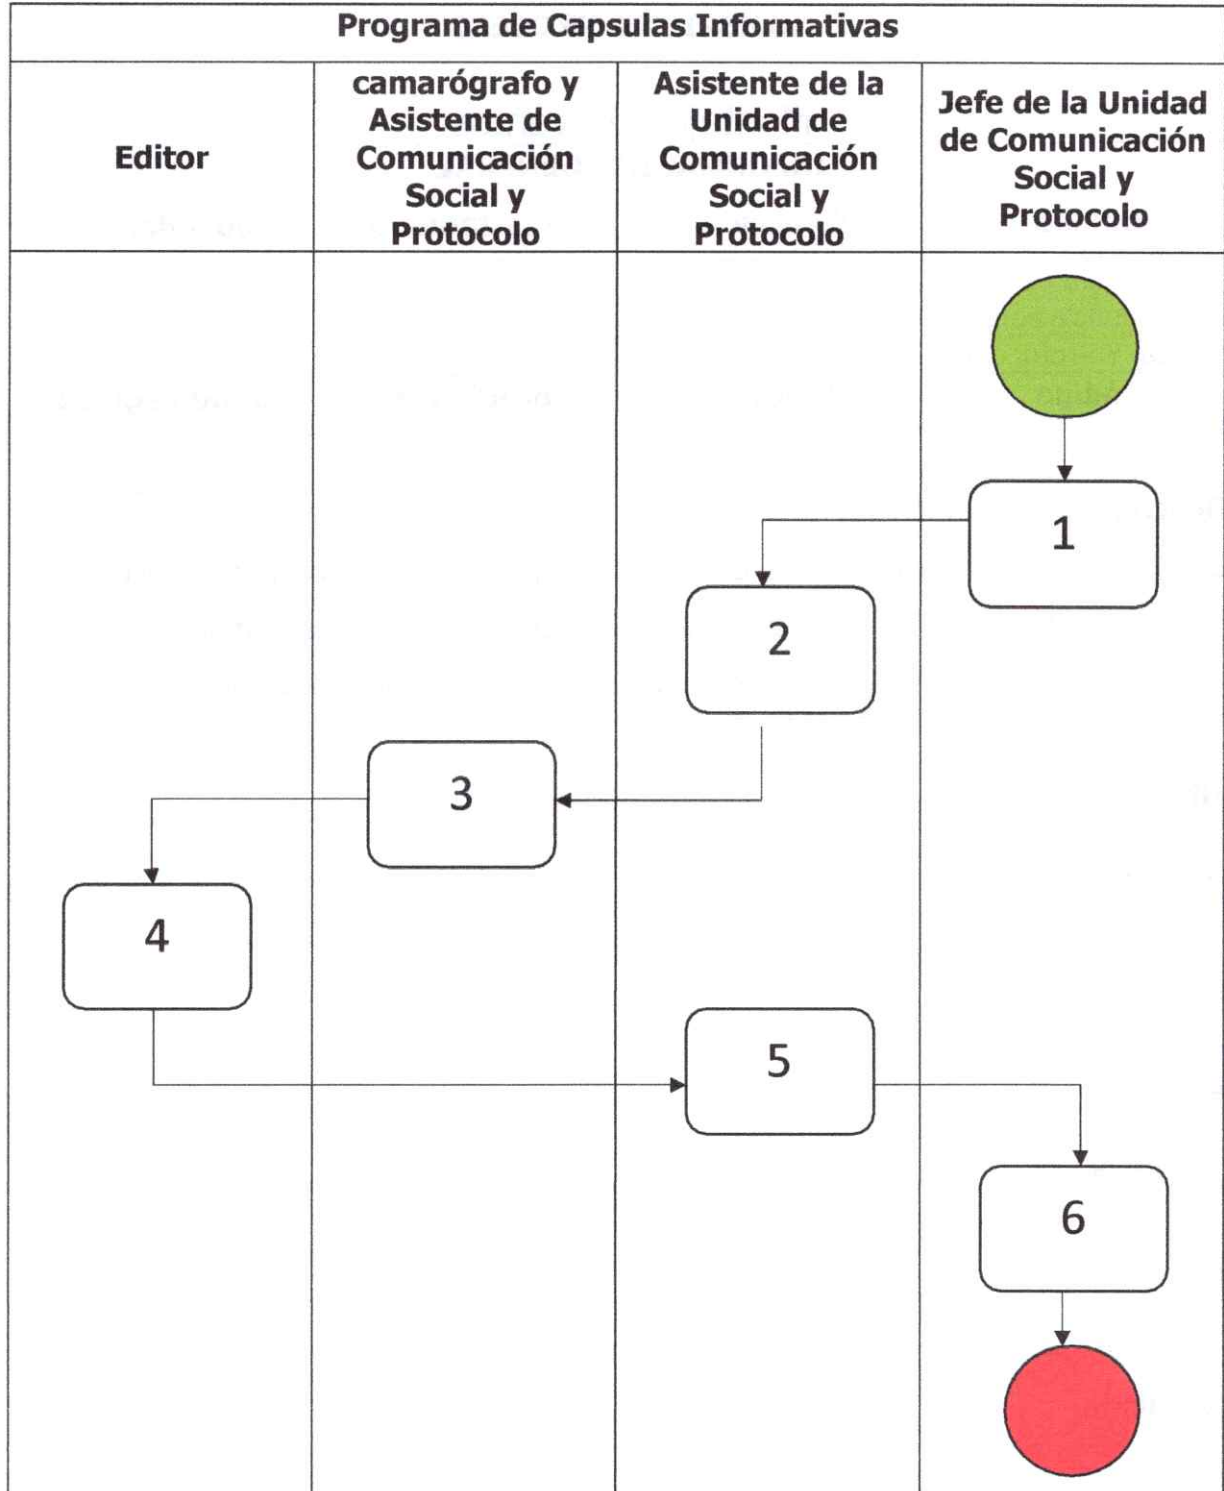 Programa de Capsulas Informativas
Editor
camarógrafo y
Asistente de
Comunicación
Social y
Protocolo
Asistente de la
Unidad de
Comunicación
Social y
Protocolo
Jefe de la Unidad
de Comunicación
Social y
Protocolo
1
2
3
4
5
6